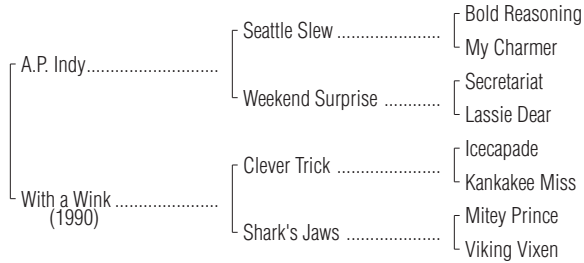 Bold Reasoning
Seattle Slew ........................
My Charmer
A.P. Indy...............................
Secretariat
Weekend Surprise .............
Lassie Dear
Icecapade
Clever Trick ........................
Kankakee Miss
With a Wink ........................
(1990)
Mitey Prince
Shark's Jaws ......................
Viking Vixen